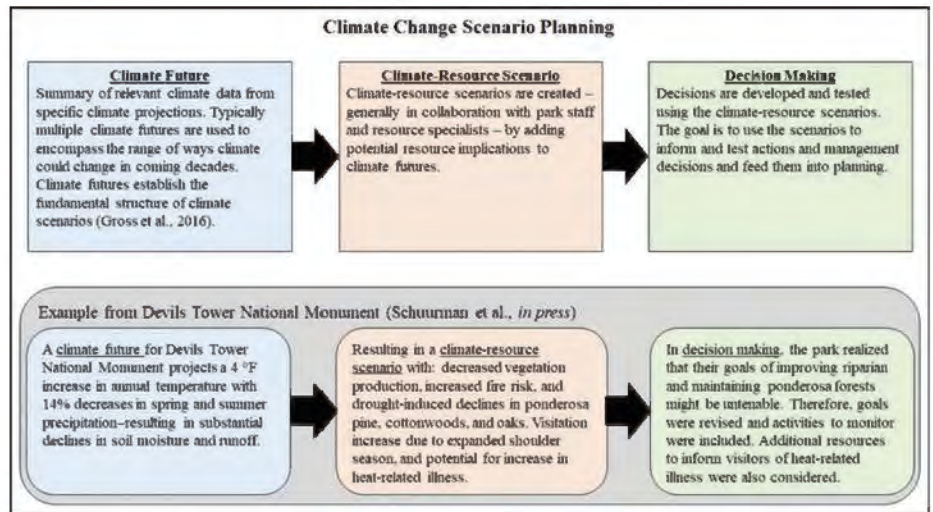 Climate Change Scenario Planning
Climate Future
Summary of relevant climate data from
specific climate projections. Typically
multiple climate futures are used to
encompass the range of ways climate
could change in coming decades.
Climate futures establish the
fundamental structure of climate
scenarios (Gross et al., 2016).
Climate-Resource Scenario
Climate-resource scenarios are created –
generally in collaboration with park staff
and resource specialists – by adding
potential resource implications to
climate futures.
Decision Making
Decisions are developed and tested
using the climate-resource scenarios.
The goal is to use the scenarios to
inform and test actions and management
decisions and feed them into planning.
Example from Devils Tower National Monument (Schuurman et al., in press)
A climate future for Devils Tower
National Monument projects a 4 °F
increase in annual temperature with
14% decreases in spring and summer
precipitation–resulting in substantial
declines in soil moisture and runoff.
Resulting in a climate-resource
scenario with: decreased vegetation
production, increased fire risk, and
drought-induced declines in ponderosa
pine, cottonwoods, and oaks. Visitation
increase due to expanded shoulder
season, and potential for increase in
heat-related illness.
In decision making, the park realized
that their goals of improving riparian
and maintaining ponderosa forests
might be untenable. Therefore, goals
were revised and activities to monitor
were included. Additional resources
to inform visitors of heat-related
illness were also considered.